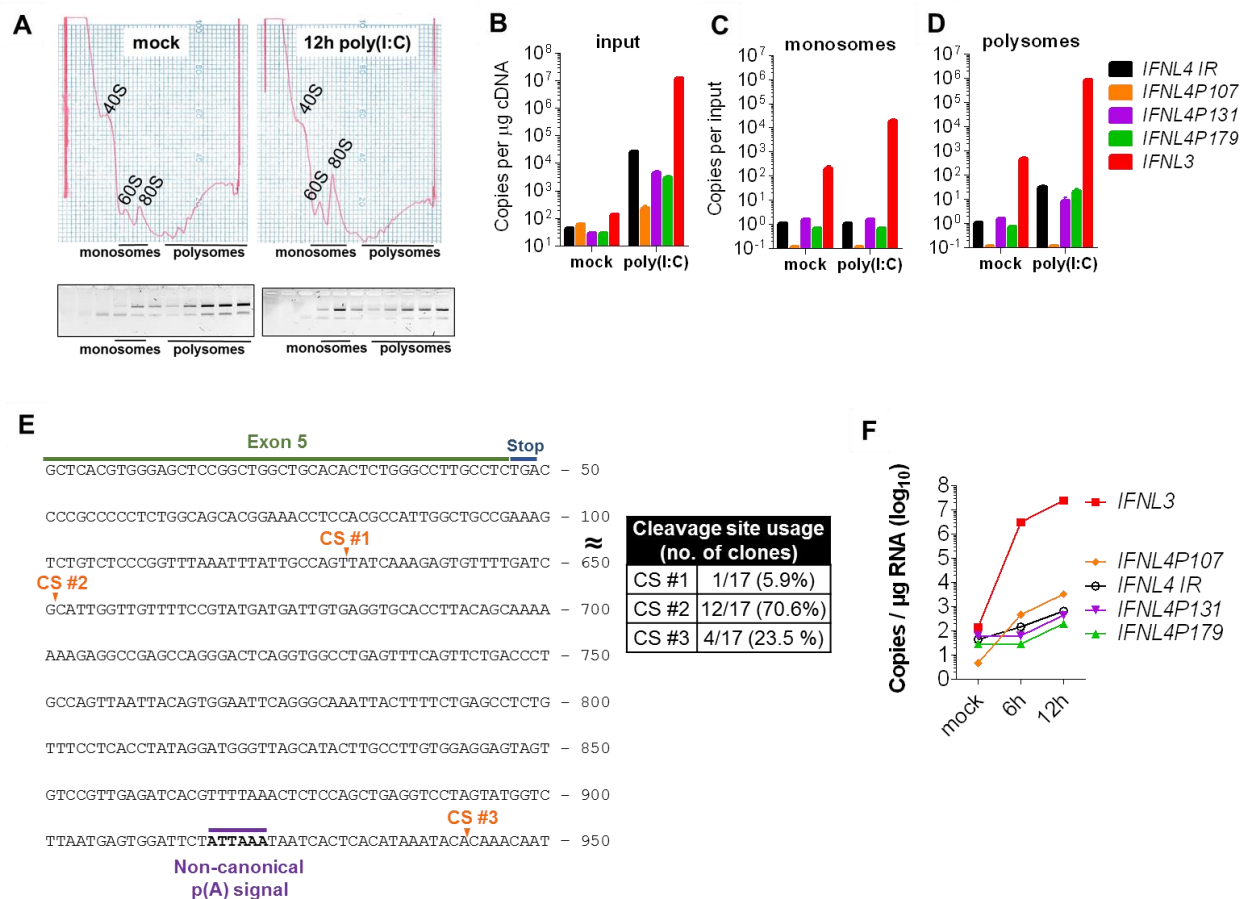 A
mock
12h poly(I:C)
40S
60S
80S
40S
60S
80S
monosomes
polysomes
monosomes
polysomes
monosomes
polysomes
monosomes
polysomes
B
input
Copies per µg cDNA
10^8
10^7
10^6
10^5
10^4
10^3
10^2
10^1
mock
poly(I:C)
C
monosomes
Copies per input
10^7
10^6
10^5
10^4
10^3
10^2
10^1
10^0
10^-1
mock
poly(I:C)
D
polysomes
10^7
10^6
10^5
10^4
10^3
10^2
10^1
10^0
10^-1
mock
poly(I:C)
IFNL4 IR
IFNL4P107
IFNL4P131
IFNL4P179
IFNL3
E
Exon 5
Stop
GCTCACGTGGGAGCTCCGGCTGGCTGCACACTCTGGGCCTTGCCTCTGAC – 50
CCCGCCCCCTCTGGCAGCACGGAAACCTCCACGCCATTGGCTGCCGAAAG – 100
CS #1
≈
TCTGTCTCCCGGTTTAAATTTATTGCCAGTTATCAAAGAGTGTTTTGATC – 650
CS #2
GCATTGGTTGTTTTCCGTATGATGATTGTGAGGTGCACCTTACAGCAAAA – 700
AAAGAGGCCGAGCCAGGGACTCAGGTGGCCTGAGTTTCAGTTCTGACCCT – 750
GCCAGTTAATTACAGTGGAATTCAGGGCAAATTACTTTTCTGAGCCTCTG – 800
TTTCCTCACCTATAGGATGGGTTAGCATACTTGCCTTGTGGAGGAGTAGT – 850
GTCCGTTGAGATCACGTTTTAAACTCTCCAGCTGAGGTCCTAGTATGGTC – 900
CS #3
TTAATGAGTGGATTCTATTAAATAATCACTCACATAAATACACAAACAAT – 950
Non-canonical
p(A) signal
Cleavage site usage
(no. of clones)
CS #1 1/17 (5.9%)
CS #2 12/17 (70.6%)
CS #3 4/17 (23.5 %)
F
Copies / µg RNA (log10)
8
7
6
5
4
3
2
1
0
mock
6h
12h
IFNL3
IFNL4P107
IFNL4 IR
IFNL4P131
IFNL4P179